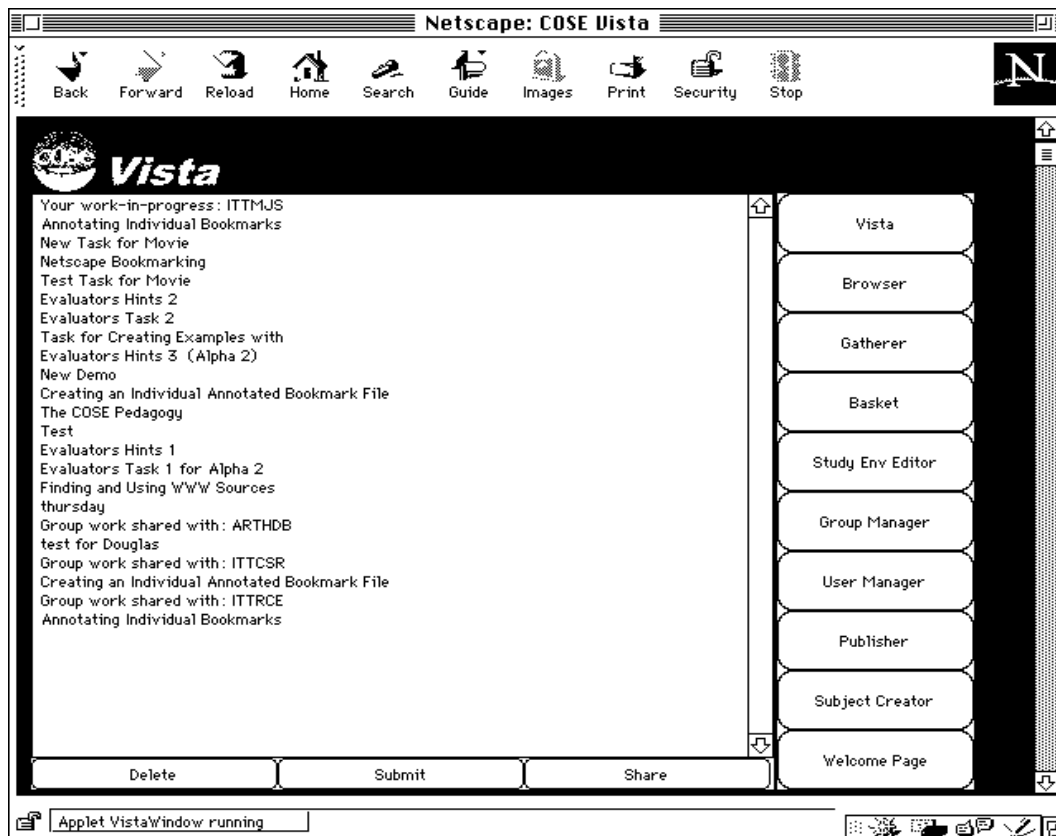 Netscape: COSE Vista
Back Forward Reload Home Search Guide Images Print Security Stop
N
COSE Vista
Your work-in-progress: ITTMJS
Annotating Individual Bookmarks
New Task for Movie
Netscape Bookmarking
Test Task for Movie
Evaluators Hints 2
Evaluators Task 2
Task for Creating Examples with
Evaluators Hints 3 (Alpha 2)
New Demo
Creating an Individual Annotated Bookmark File
The COSE Pedagogy
Test
Evaluators Hints 1
Evaluators Task 1 for Alpha 2
Finding and Using WWW Sources
thursday
Group work shared with: ARTHDB
test for Douglas
Group work shared with: ITTCSR
Creating an Individual Annotated Bookmark File
Group work shared with: ITTRCE
Annotating Individual Bookmarks
Delete Submit Share
Vista
Browser
Gatherer
Basket
Study Env Editor
Group Manager
User Manager
Publisher
Subject Creator
Welcome Page
Applet VistaWindow running